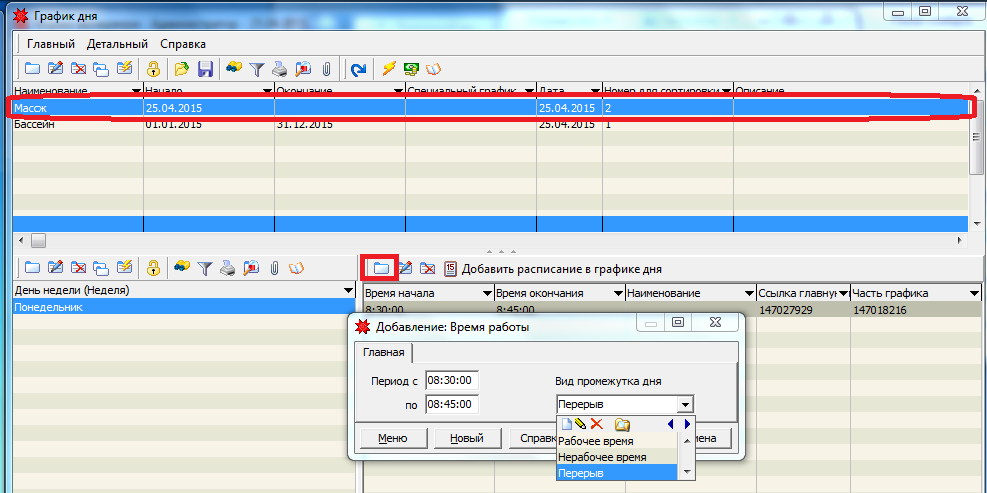 График дня
Главный Детальный Справка
Наименование Начало Окончание Специальный график Дата Номер для сортировки Описание
Массж 25.04.2015 25.04.2015 2
Бассейн 01.01.2015 31.12.2015 25.04.2015 1
15 Добавить расписание в графике дня
День недели (Неделя)
Время начала Время окончания Наименование Ссылка главную Часть графика
Понедельник
8:30:00 8:45:00 147027929 147018216
Добавление: Время работы
Главная
Период с 08:30:00 Вид промежутка дня
по 08:45:00 Перерыв
Меню Новый Справк мена
Рабочее время
Нерабочее время
Перерыв